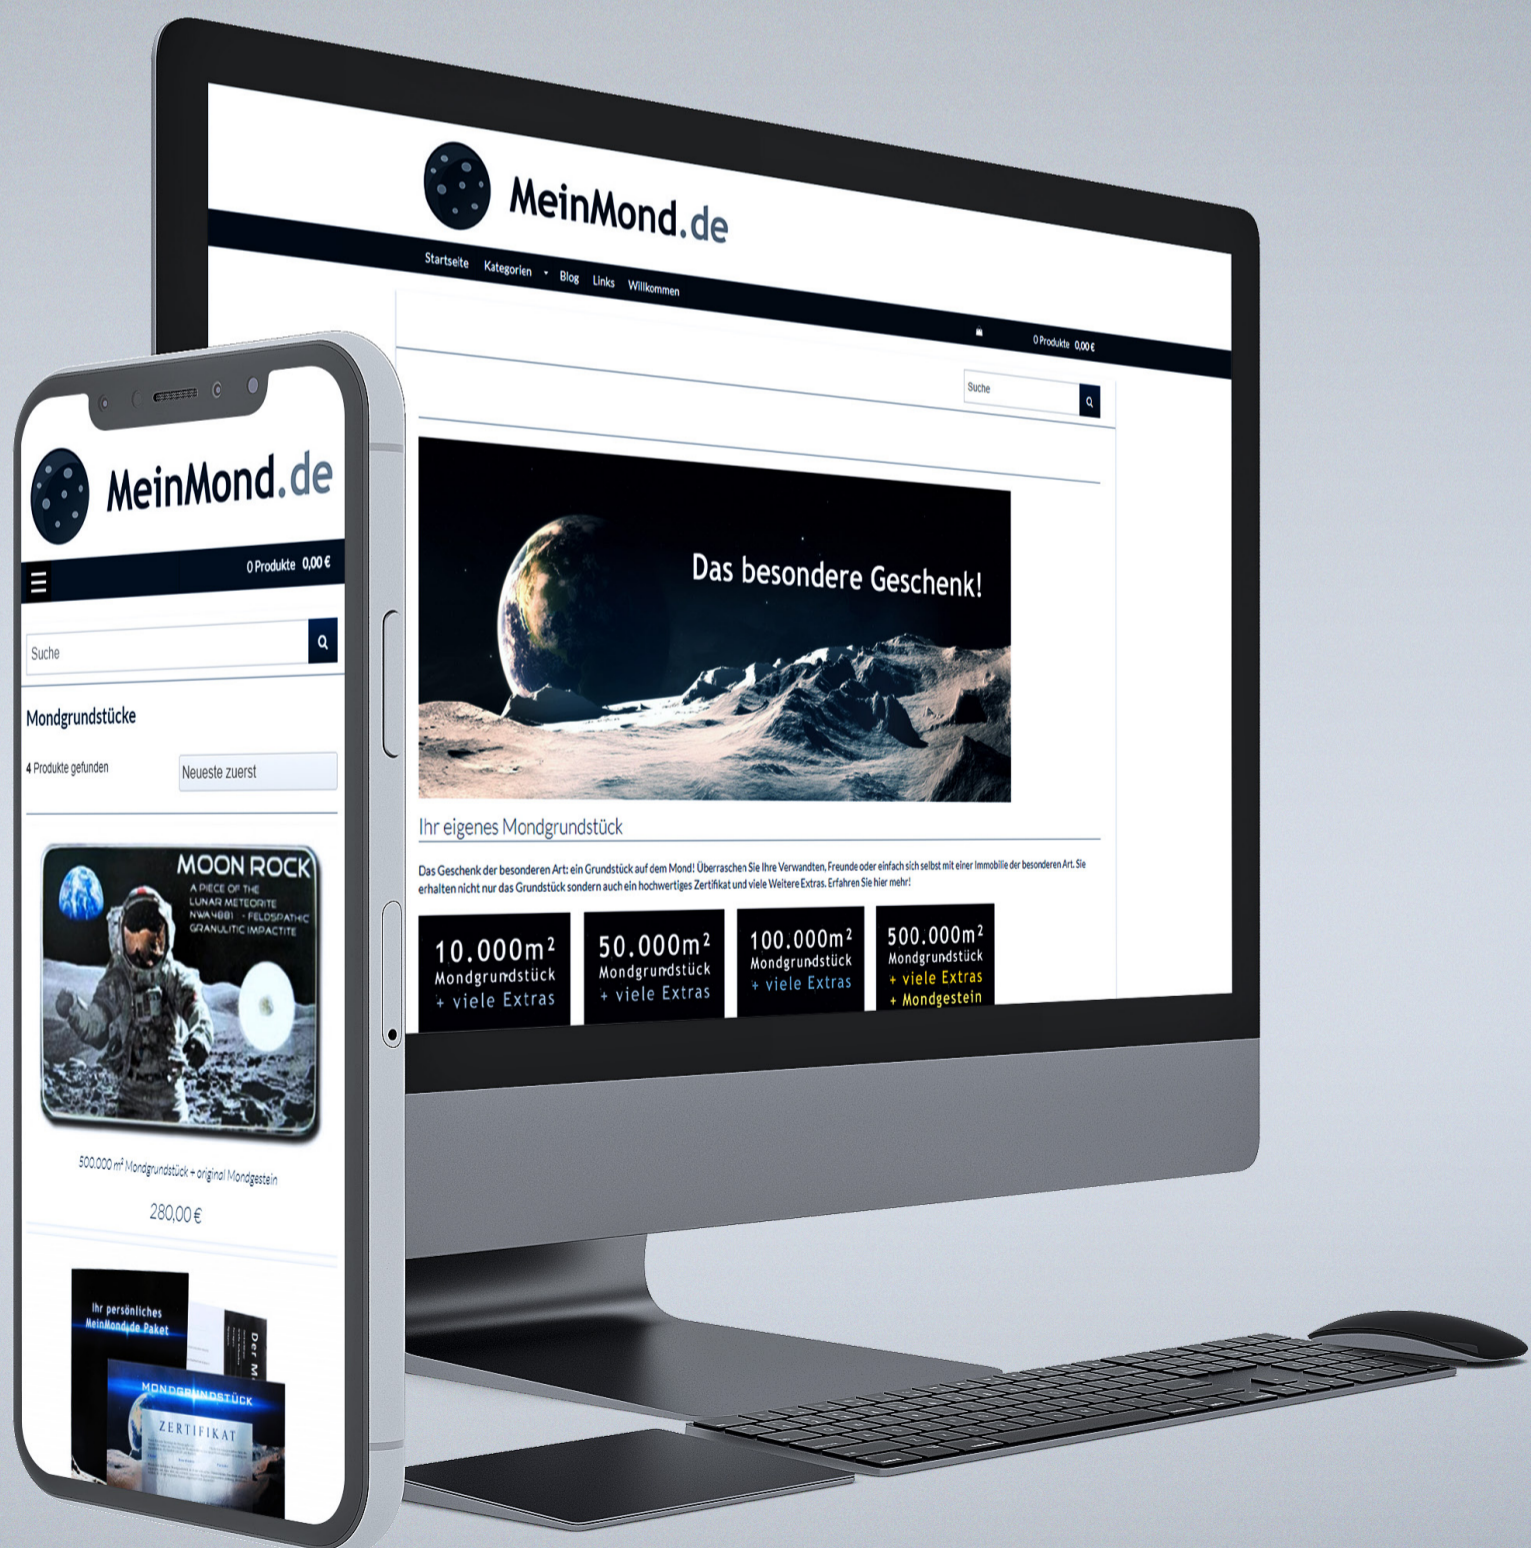 MeinMond.de
Startseite Kategorien Blog Links Willkommen
0 Produkte 0,00 €
Suche
Das besondere Geschenk!
Ihr eigenes Mondgrundstück
Das Geschenk der besonderen Art: ein Grundstück auf dem Mond! Überraschen Sie Ihre Verwandten, Freunde oder einfach sich selbst mit einer Immobilie der besonderen Art. Sie
erhalten nicht nur das Grundstück sondern auch ein hochwertiges Zertifikat und viele Weitere Extras. Erfahren Sie hier mehr!
10.000m²
Mondgrundstück
+ viele Extras
50.000m²
Mondgrundstück
+ viele Extras
100.000m²
Mondgrundstück
+ viele Extras
500.000m²
Mondgrundstück
+ viele Extras
+ Mondgestein
MeinMond.de
0 Produkte 0,00 €
Suche
Mondgrundstücke
4 Produkte gefunden
Neueste zuerst
MOON ROCK
A PIECE OF THE
LUNAR METEORITE
NWA4881 - FELDSPATHIC
GRANULITIC IMPACTITE
500.000 m² Mondgrundstück + original Mondgestein
280,00 €
Ihr persönliches
MeinMond.de Paket
Der M
MONDGRUNDSTÜCK
ZERTIFIKAT